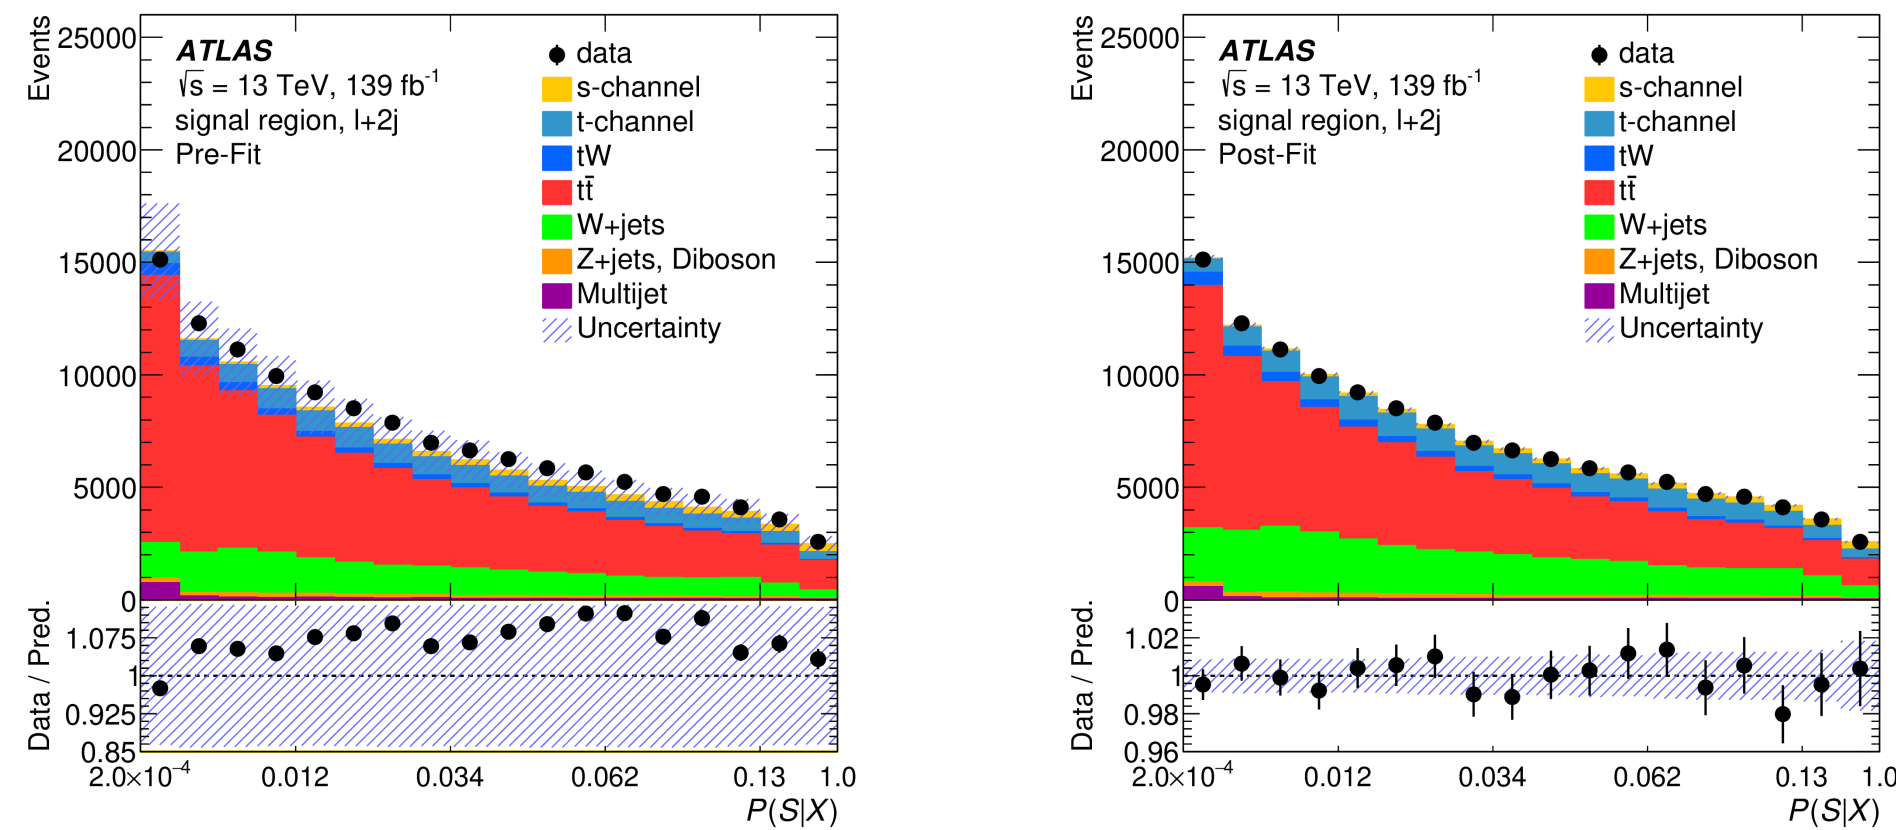 Events
25000
20000
15000
10000
5000
0
ATLAS
√s = 13 TeV, 139 fb⁻¹
signal region, l+2j
Pre-Fit
data
s-channel
t-channel
tW
tt̄
W+jets
Z+jets, Diboson
Multijet
Uncertainty
Data / Pred.
1.075
1
0.925
0.85
2.0×10⁻⁴ 0.012 0.034 0.062 0.13 1.0
P(S|X)
Events
25000
20000
15000
10000
5000
0
ATLAS
√s = 13 TeV, 139 fb⁻¹
signal region, l+2j
Post-Fit
data
s-channel
t-channel
tW
tt̄
W+jets
Z+jets, Diboson
Multijet
Uncertainty
Data / Pred.
1.02
1
0.98
0.96
2.0×10⁻⁴ 0.012 0.034 0.062 0.13 1.0
P(S|X)